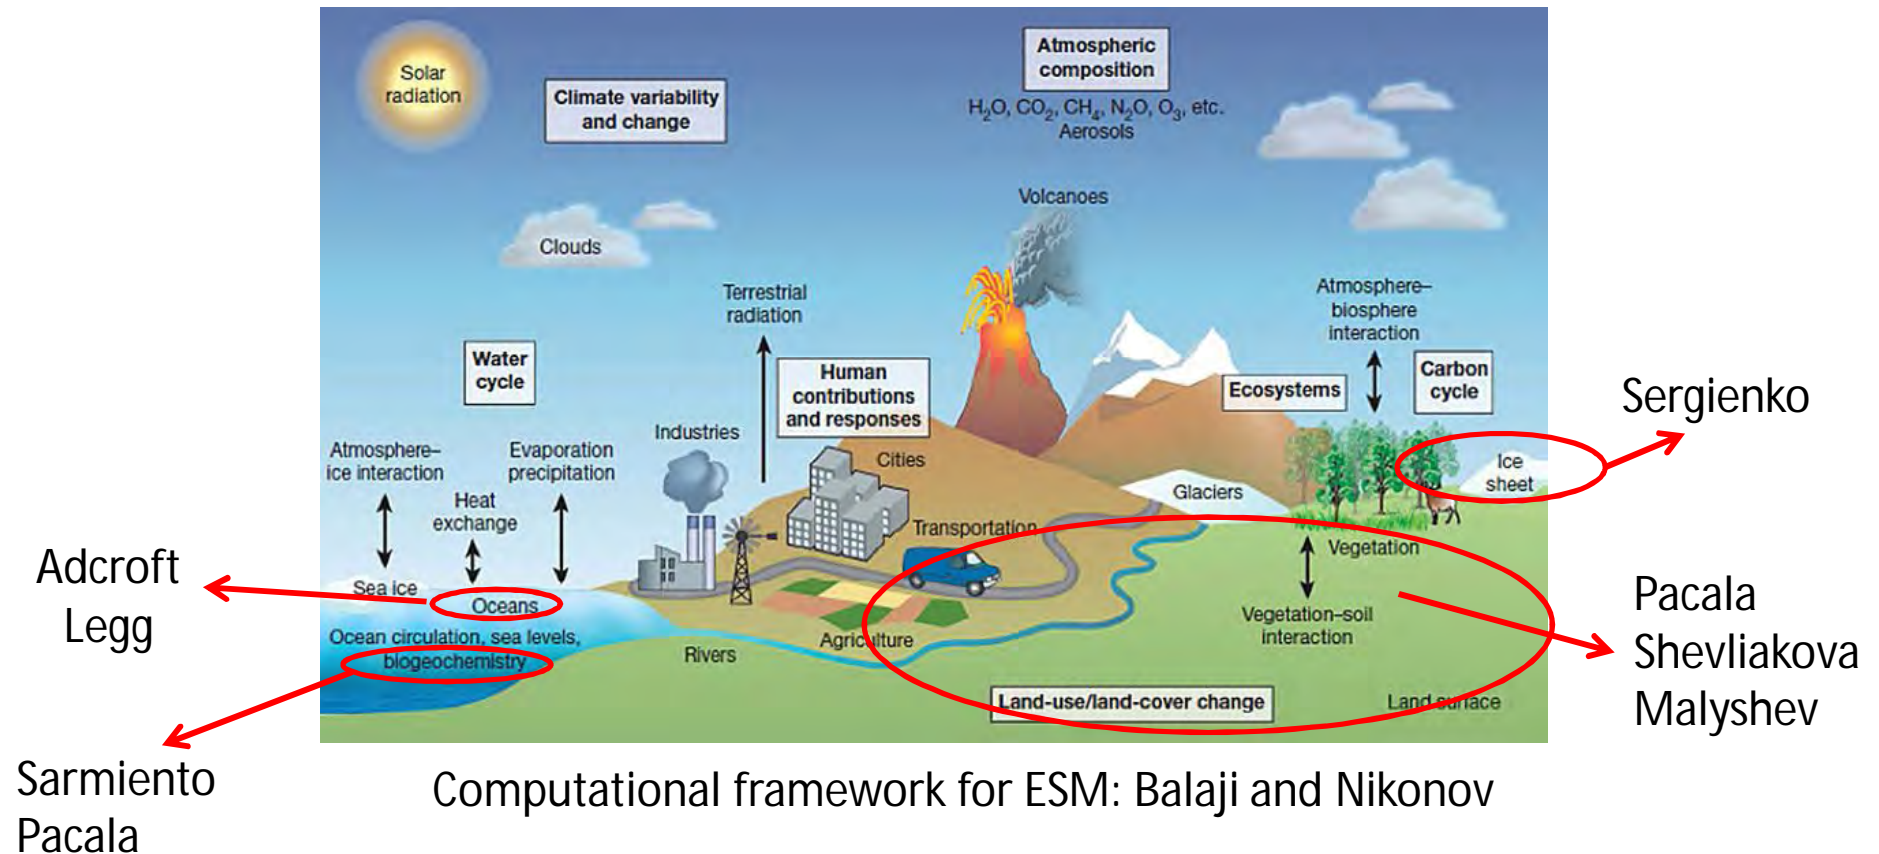 Solar
radiation
Climate variability
and change
Atmospheric
composition
H₂O, CO₂, CH₄, N₂O, O₃, etc.
Aerosols
Volcanoes
Clouds
Terrestrial
radiation
Atmosphere–
biosphere
interaction
Water
cycle
Human
contributions
and responses
Ecosystems
Carbon
cycle
Sergienko
Industries
Atmosphere–
ice interaction
Evaporation
precipitation
Heat
exchange
Cities
Glaciers
Ice
sheet
Transportation
Vegetation
Adcroft
Legg
Sea ice
Oceans
Ocean circulation, sea levels,
biogeochemistry
Rivers
Agriculture
Vegetation–soil
interaction
Land-use/land-cover change
Land surface
Pacala
Shevliakova
Malyshev
Sarmiento
Pacala
Computational framework for ESM: Balaji and Nikonov